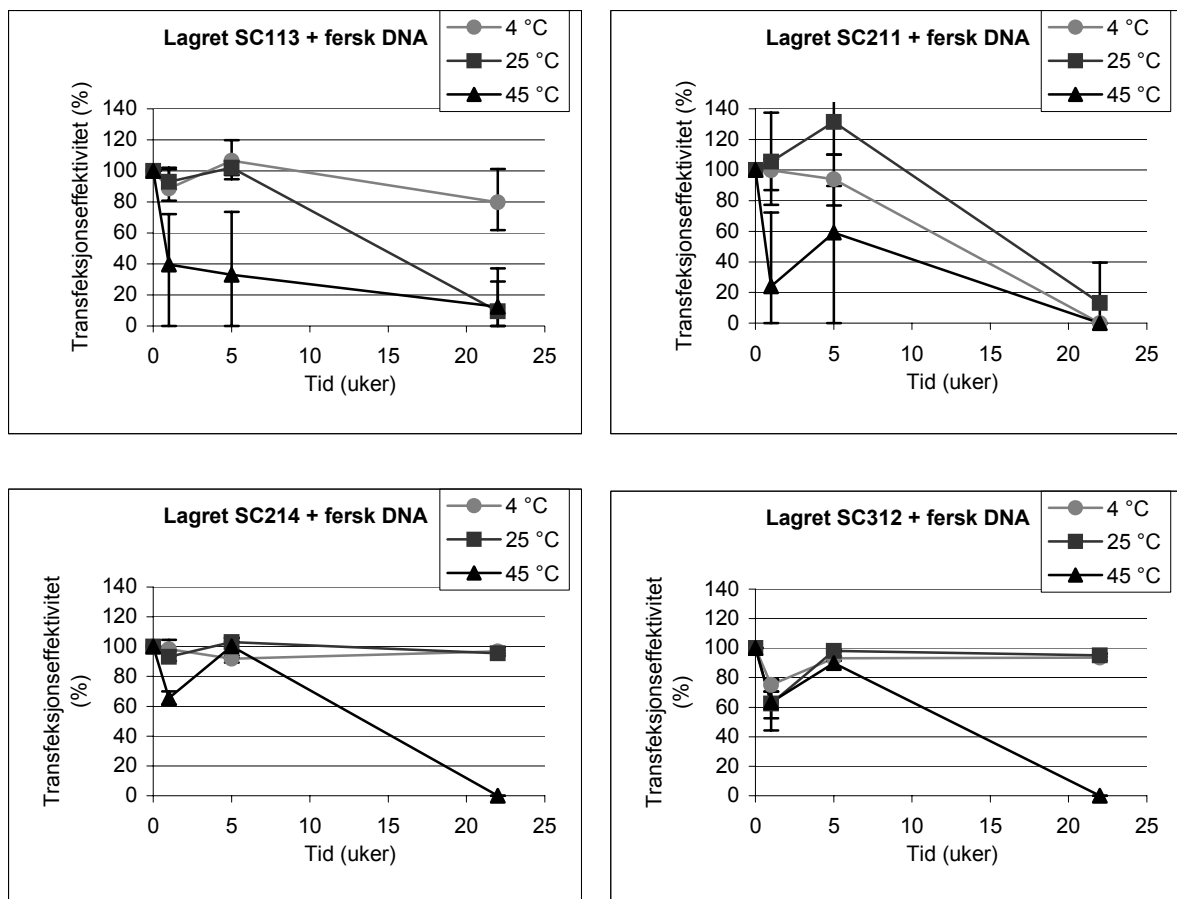 Lagret SC113 + fersk DNA
4 °C
25 °C
45 °C
Transfeksjonseffektivitet (%)
140
120
100
80
60
40
20
0
0 5 10 15 20 25
Tid (uker)
Lagret SC211 + fersk DNA
4 °C
25 °C
45 °C
Transfeksjonseffektivitet (%)
140
120
100
80
60
40
20
0
0 5 10 15 20 25
Tid (uker)
Lagret SC214 + fersk DNA
4 °C
25 °C
45 °C
Transfeksjonseffektivitet
(%)
140
120
100
80
60
40
20
0
0 5 10 15 20 25
Tid (uker)
Lagret SC312 + fersk DNA
4 °C
25 °C
45 °C
Transfeksjonseffektivitet
(%)
140
120
100
80
60
40
20
0
0 5 10 15 20 25
Tid (uker)